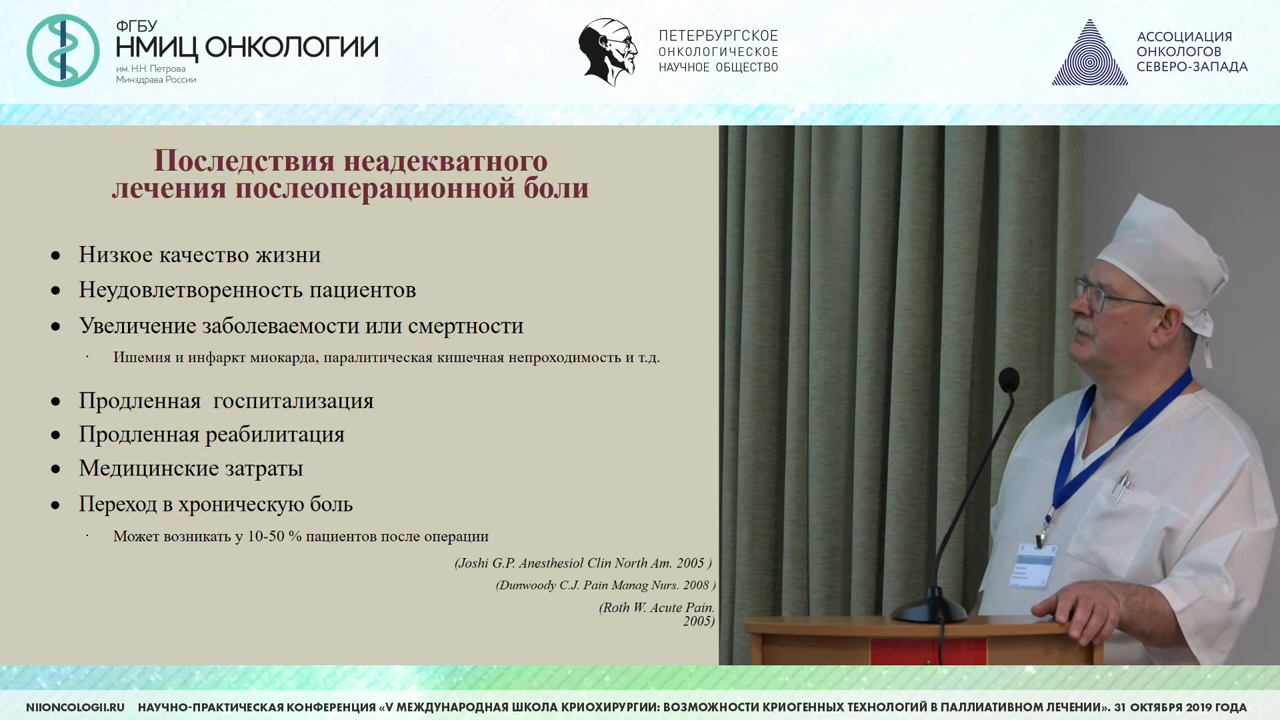 ФГБУ
НМИЦ ОНКОЛОГИИ
им. Н.Н. Петрова
Минздрава России
ПЕТЕРБУРГСКОЕ
ОНКОЛОГИЧЕСКОЕ
НАУЧНОЕ ОБЩЕСТВО
АССОЦИАЦИЯ
ОНКОЛОГОВ
СЕВЕРО-ЗАПАДА
Последствия неадекватного
лечения послеоперационной боли
• Низкое качество жизни
• Неудовлетворенность пациентов
• Увеличение заболеваемости или смертности
· Ишемия и инфаркт миокарда, паралитическая кишечная непроходимость и т.д.
• Продленная госпитализация
• Продленная реабилитация
• Медицинские затраты
• Переход в хроническую боль
· Может возникать у 10-50 % пациентов после операции
(Joshi G.P. Anesthesiol Clin North Am. 2005 )
(Dunwoody C.J. Pain Manag Nurs. 2008 )
(Roth W. Acute Pain.
2005)
NIIONCOLOGII.RU НАУЧНО-ПРАКТИЧЕСКАЯ КОНФЕРЕНЦИЯ «V МЕЖДУНАРОДНАЯ ШКОЛА КРИОХИРУРГИИ: ВОЗМОЖНОСТИ КРИОГЕННЫХ ТЕХНОЛОГИЙ В ПАЛЛИАТИВНОМ ЛЕЧЕНИИ». 31 ОКТЯБРЯ 2019 ГОДА